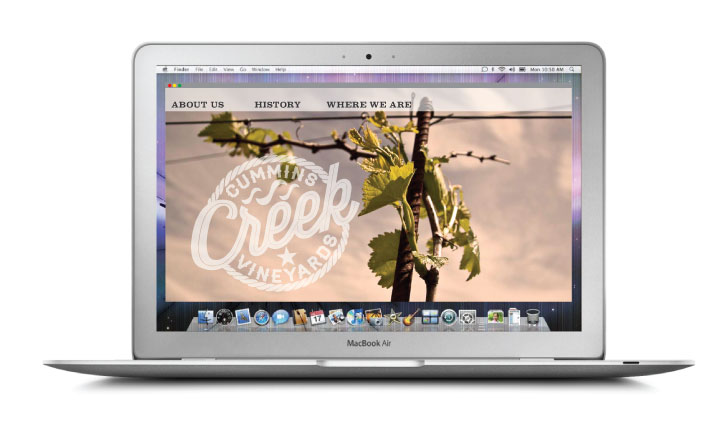 Finder File Edit View Go Window Help
Mon 10:58 AM
ABOUT US HISTORY WHERE WE ARE
CUMMINS
Creek
VINEYARDS
17
MacBook Air